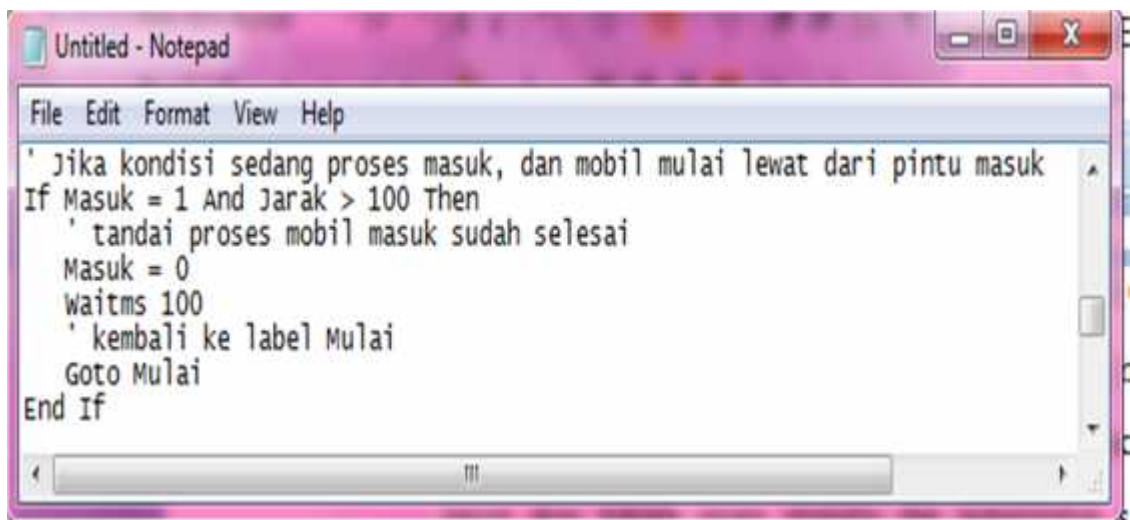 Untitled - Notepad
File Edit Format View Help
' Jika kondisi sedang proses masuk, dan mobil mulai lewat dari pintu masuk
If Masuk = 1 And Jarak > 100 Then
' tandai proses mobil masuk sudah selesai
Masuk = 0
Waitms 100
' kembali ke label Mulai
Goto Mulai
End If